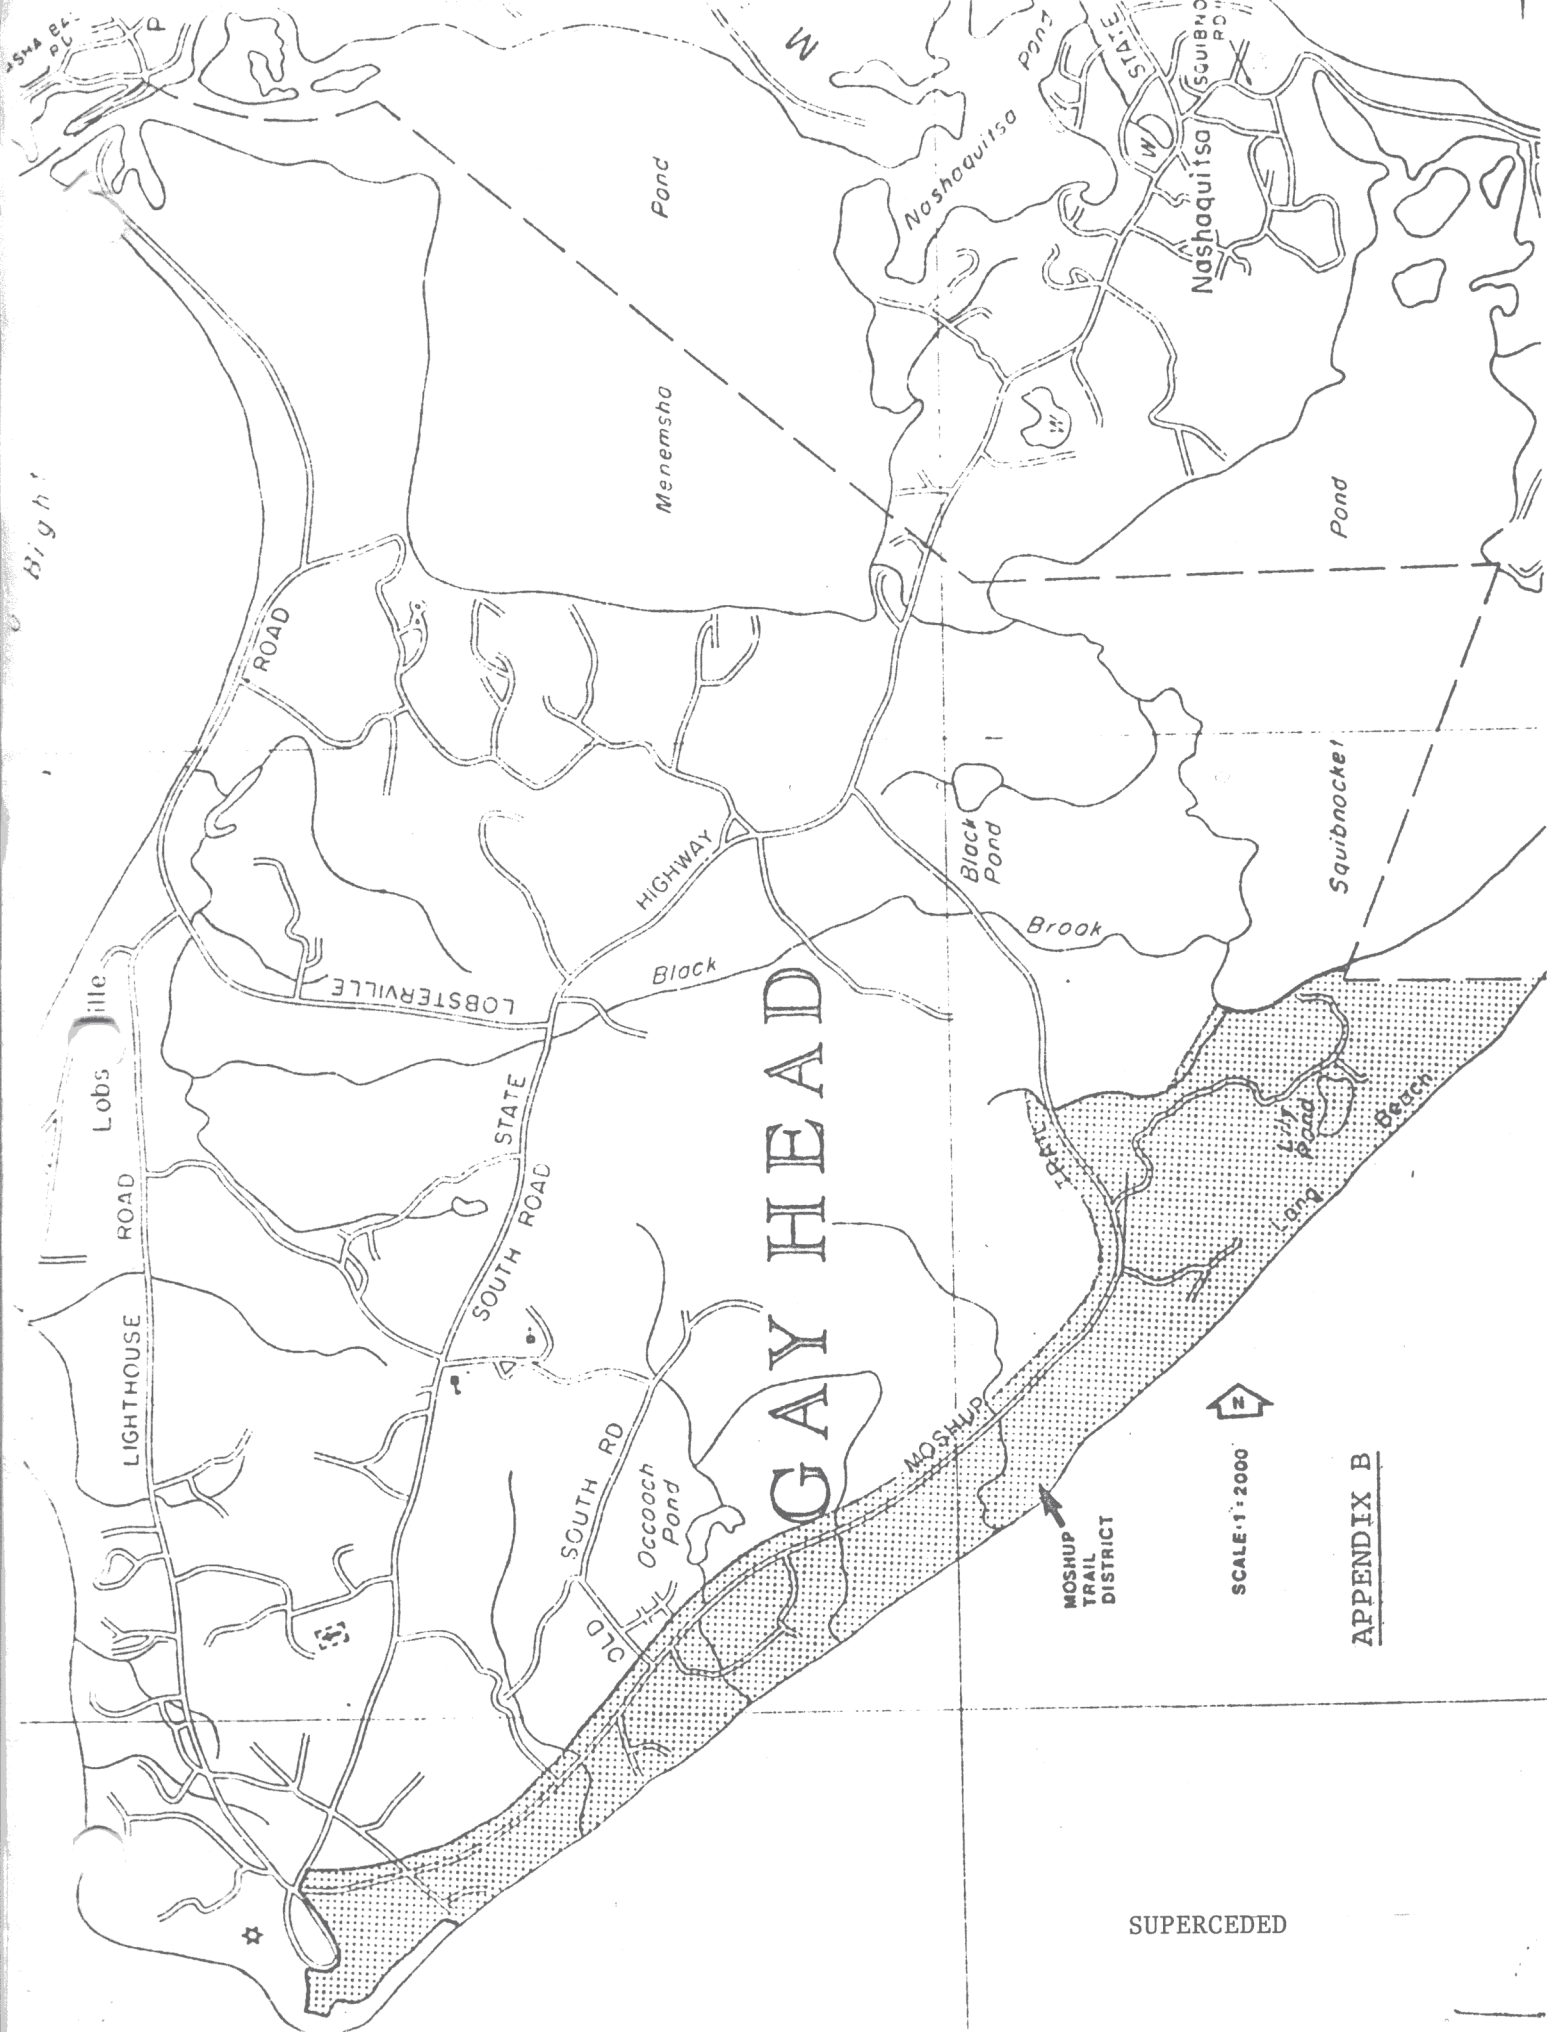 Bight
P
M
Pond
STATE
Nashaquitsa
Pond
W
Nashaquitsa
Menemsha
W
Pond
ROAD
HIGHWAY
Black
Pond
Squibnocket
Brook
Black
LOBSTERVILLE
ille
Lobs
STATE
ROAD
SOUTH ROAD
LIGHTHOUSE
GAY HEAD
TRAIL
Lily
Pond
Long Beach
MOSHUP
SOUTH RD
OLD
Occooch
Pond
MOSHUP
TRAIL
DISTRICT
N
SCALE:1:2000
APPENDIX B
SUPERCEDED